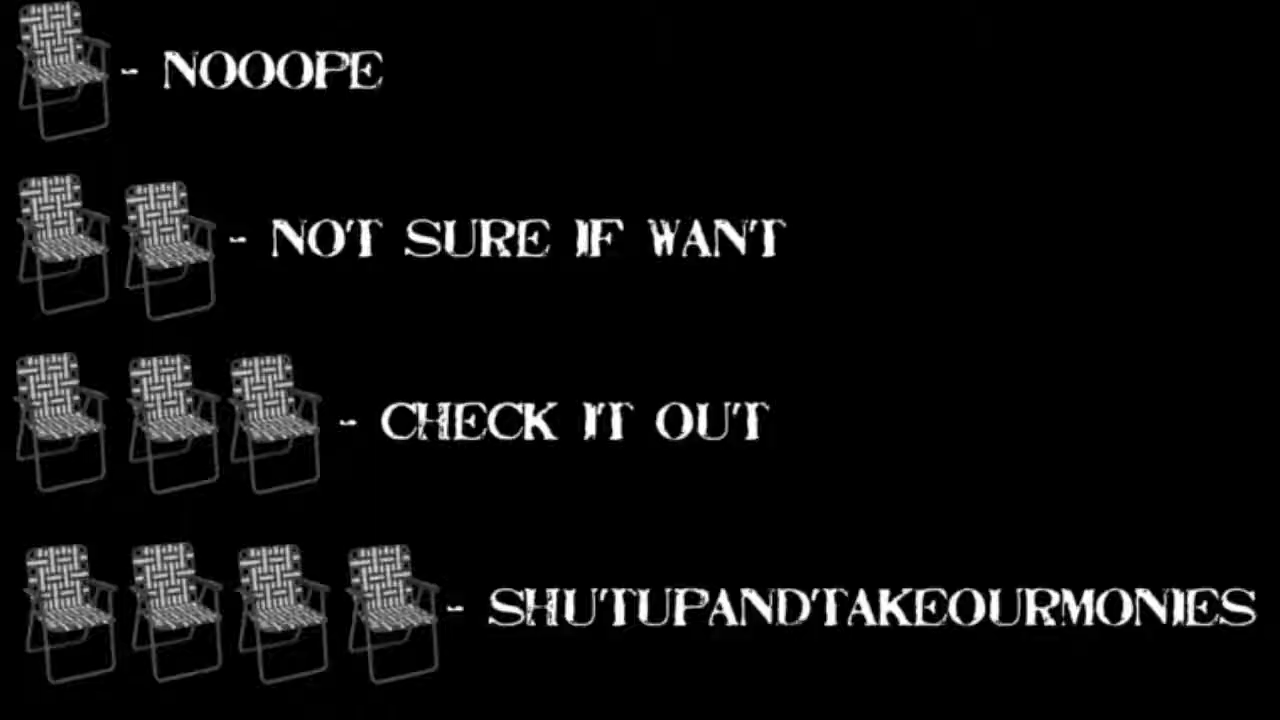 - NOOOPE
- NOT SURE IF WANT
- CHECK IT OUT
- SHUTUPANDTAKEOURMONIES